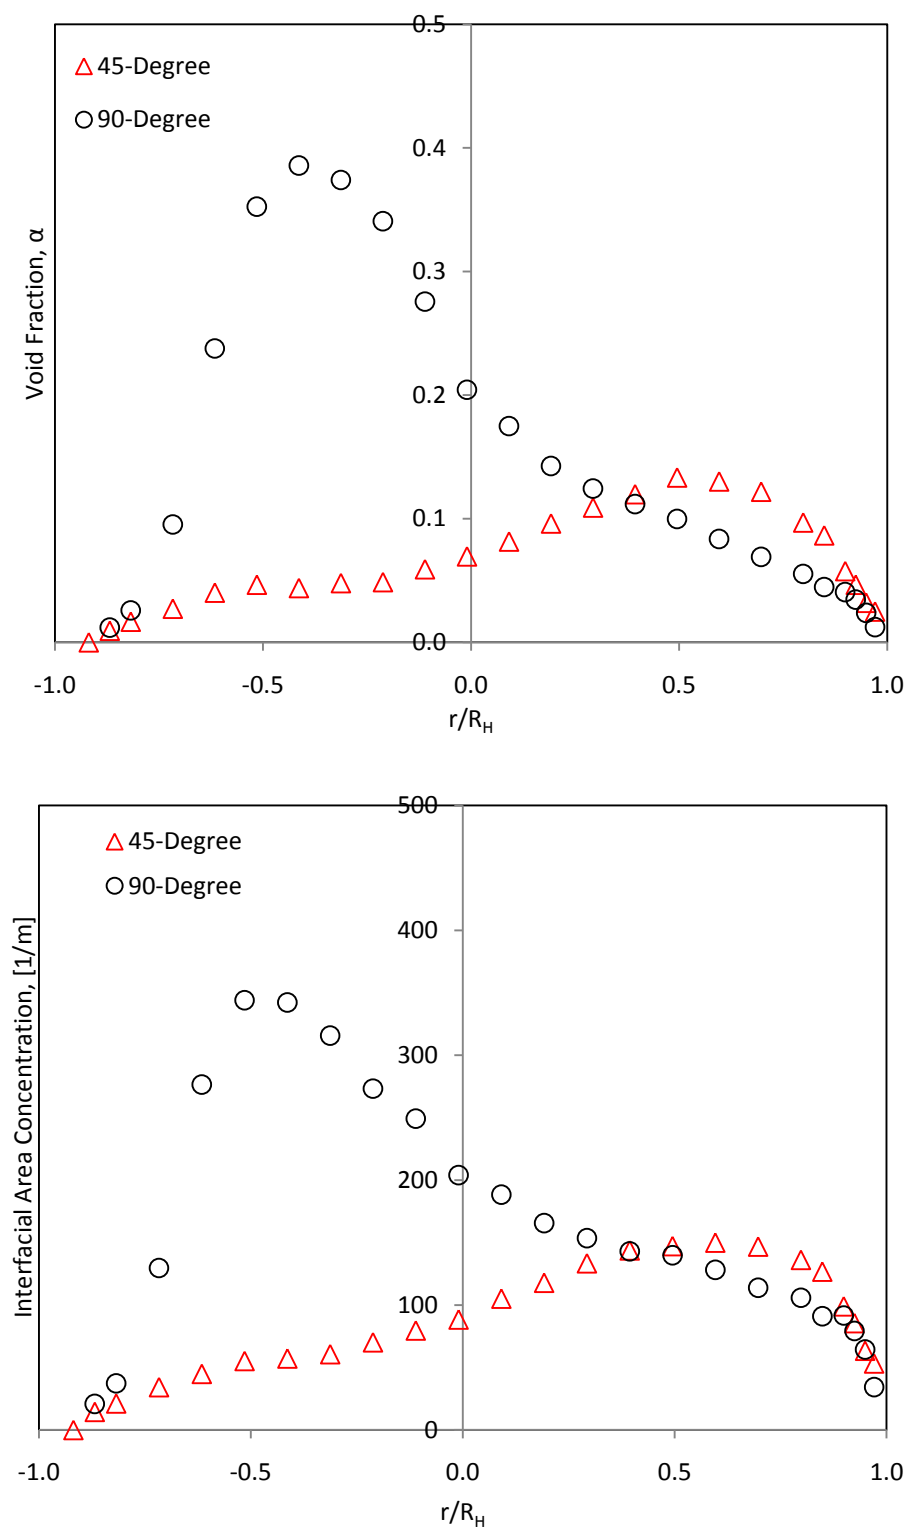 0.5
45-Degree
90-Degree
0.4
0.3
0.2
0.1
0.0
Void Fraction, α
-1.0 -0.5 0.0 0.5 1.0
r/R_H
500
45-Degree
90-Degree
400
300
200
100
0
Interfacial Area Concentration, [1/m]
-1.0 -0.5 0.0 0.5 1.0
r/R_H